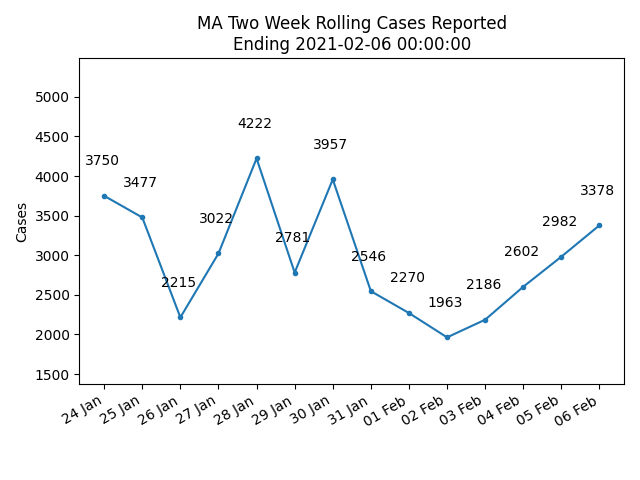 MA Two Week Rolling Cases Reported
Ending 2021-02-06 00:00:00
Cases
5000
4500
4000
3500
3000
2500
2000
1500
3750
3477
2215
3022
4222
2781
3957
2546
2270
1963
2186
2602
2982
3378
24 Jan
25 Jan
26 Jan
27 Jan
28 Jan
29 Jan
30 Jan
31 Jan
01 Feb
02 Feb
03 Feb
04 Feb
05 Feb
06 Feb